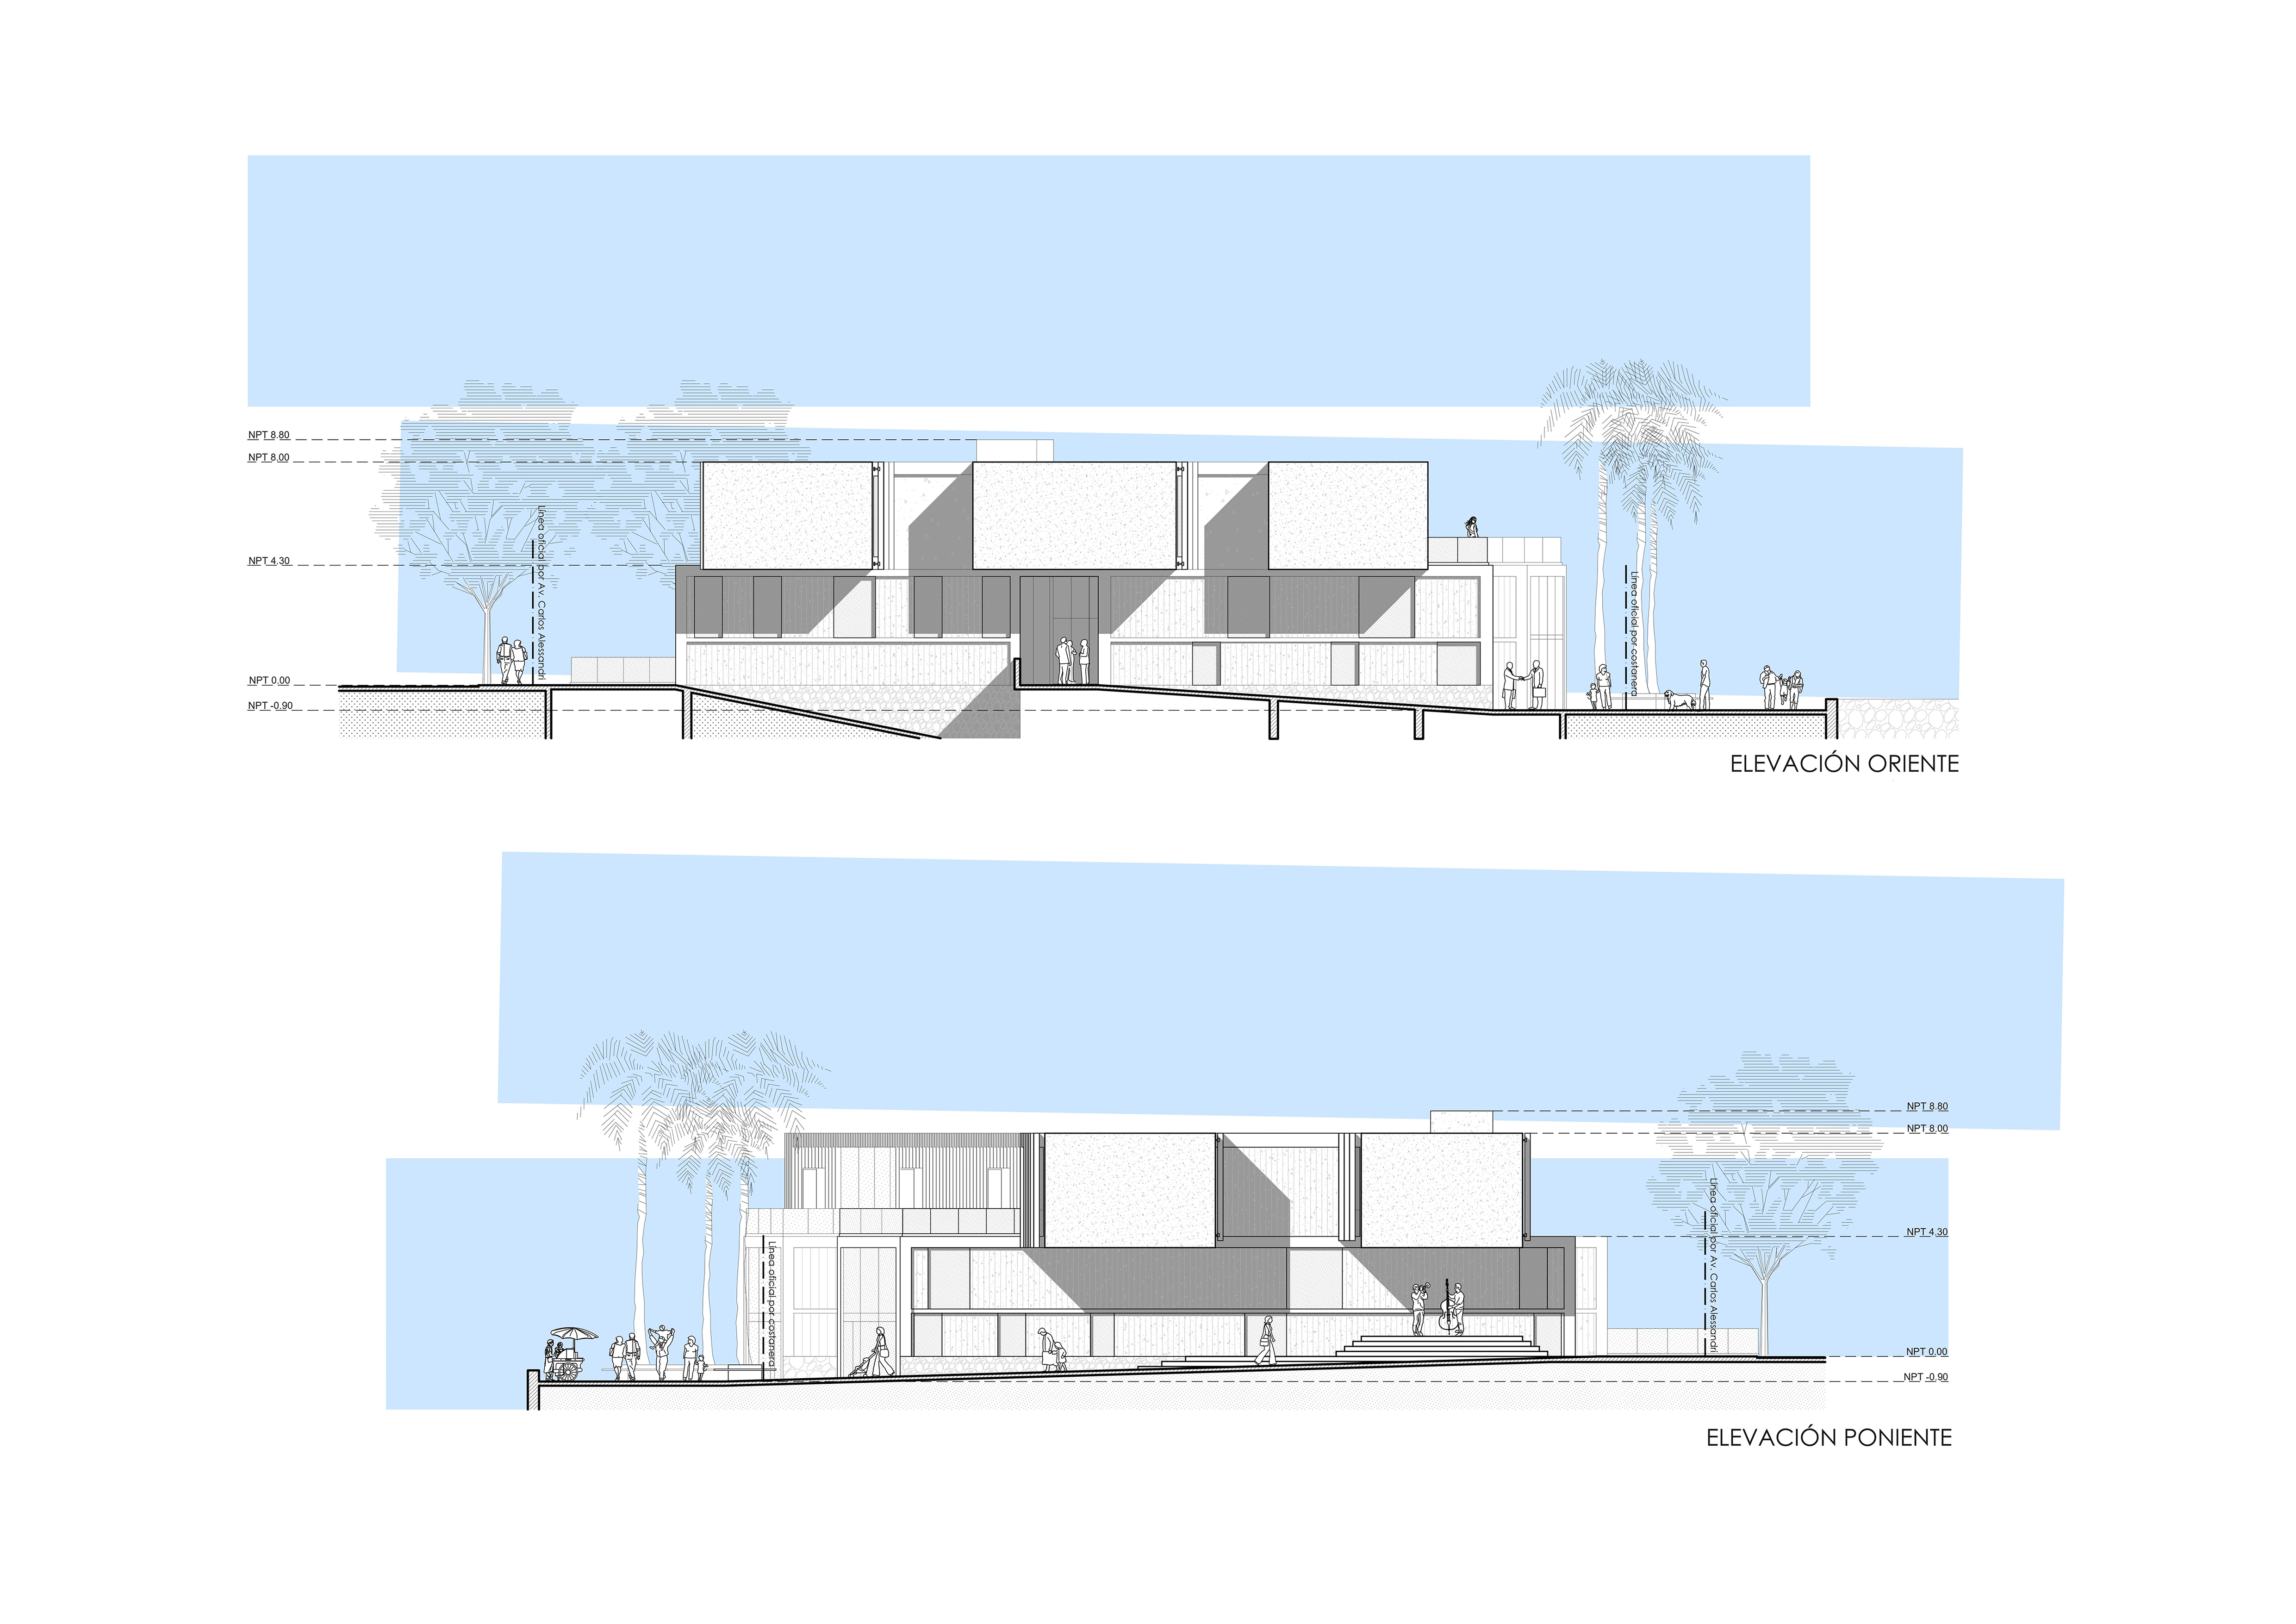 NPT 8.80
NPT 8.00
NPT 4.30
NPT 0.00
NPT -0.90
Línea oficial por Av. Carlos Alessandri
Línea oficial por costanera
ELEVACIÓN ORIENTE
NPT 8.80
NPT 8.00
NPT 4.30
NPT 0.00
NPT -0.90
Línea oficial por costanera
Línea oficial por Av. Carlos Alessandri
ELEVACIÓN PONIENTE